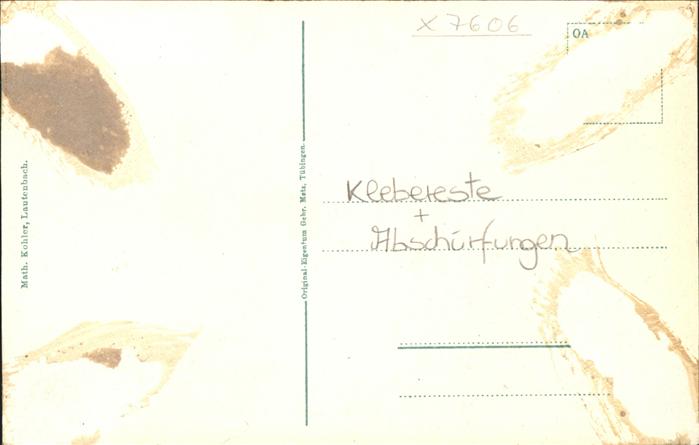 X 7606
OA
Math. Kohler, Lautenbach.
Original-Eigentum Gebr. Metz, Tübingen.
Klebereste
+
Abschürfungen